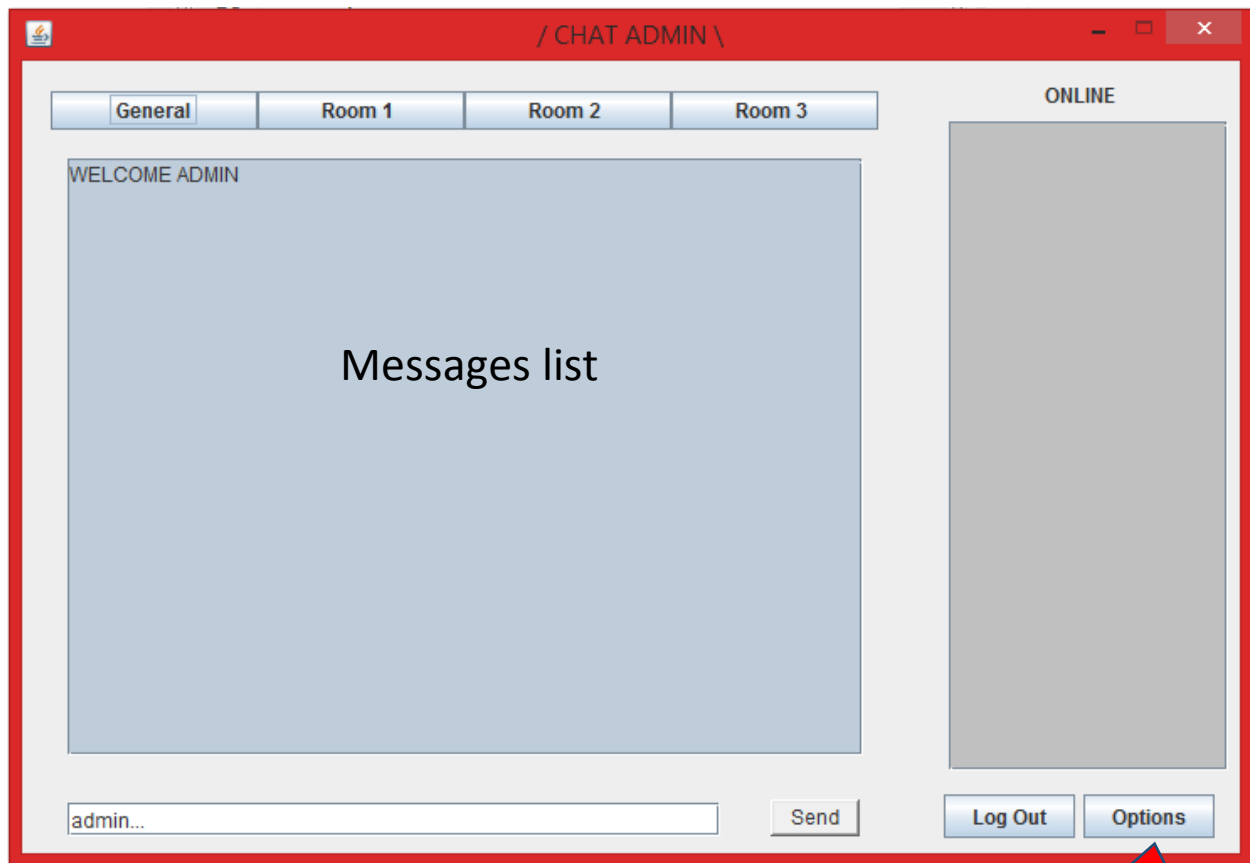 / CHAT ADMIN \
General Room 1 Room 2 Room 3
ONLINE
WELCOME ADMIN
Messages list
admin...
Send
Log Out
Options